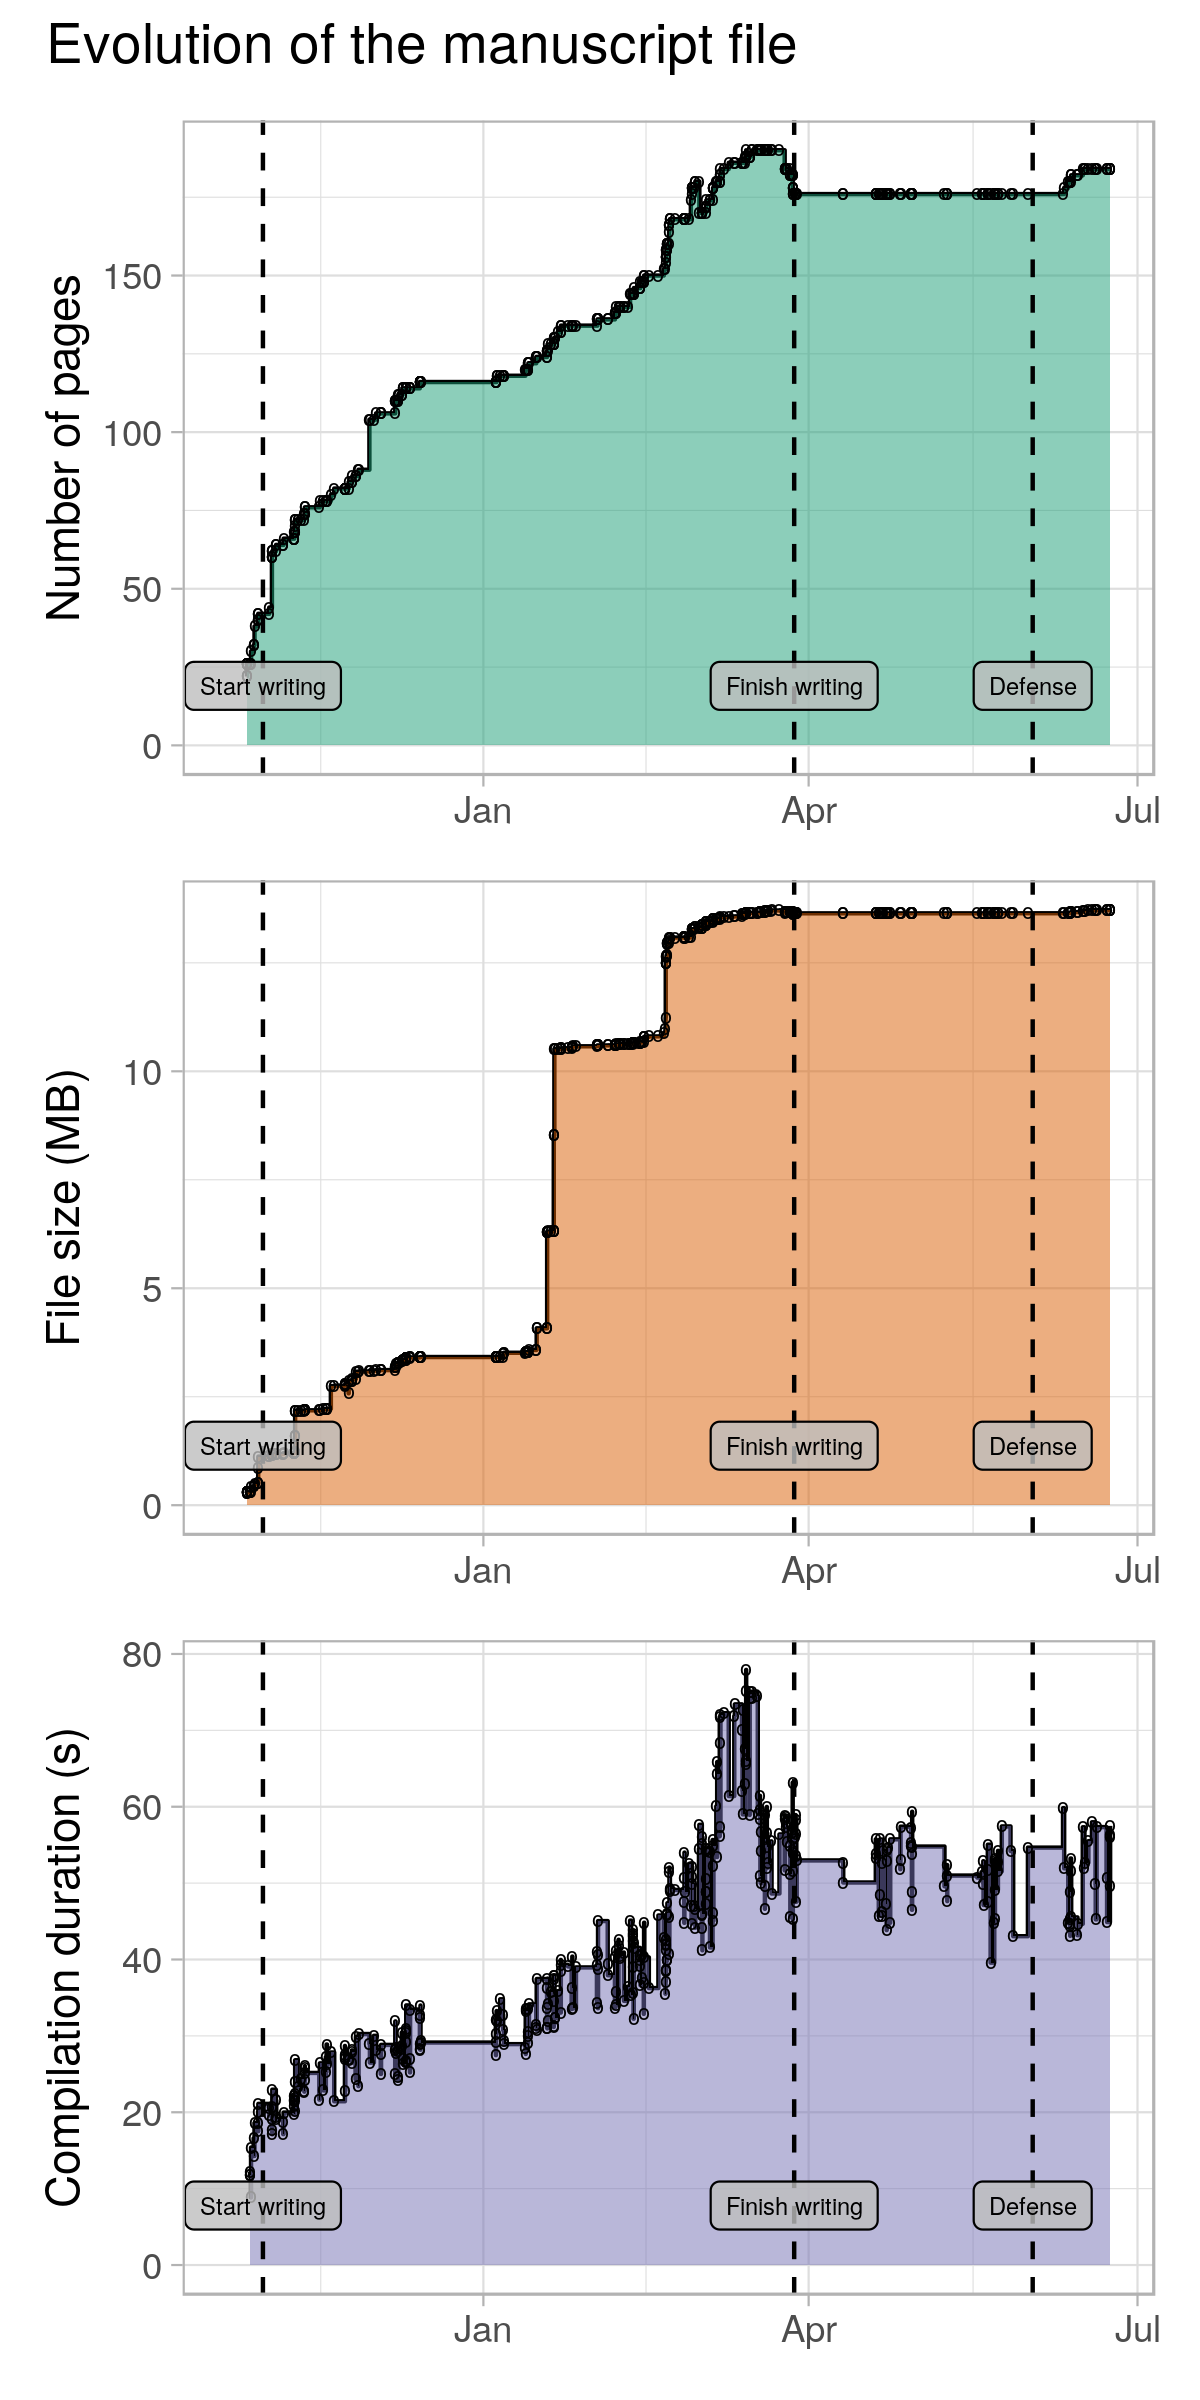 Evolution of the manuscript file
Number of pages
150
100
50
0
Start writing
Finish writing
Defense
Jan
Apr
Jul
File size (MB)
10
5
0
Start writing
Finish writing
Defense
Jan
Apr
Jul
Compilation duration (s)
80
60
40
20
0
Start writing
Finish writing
Defense
Jan
Apr
Jul